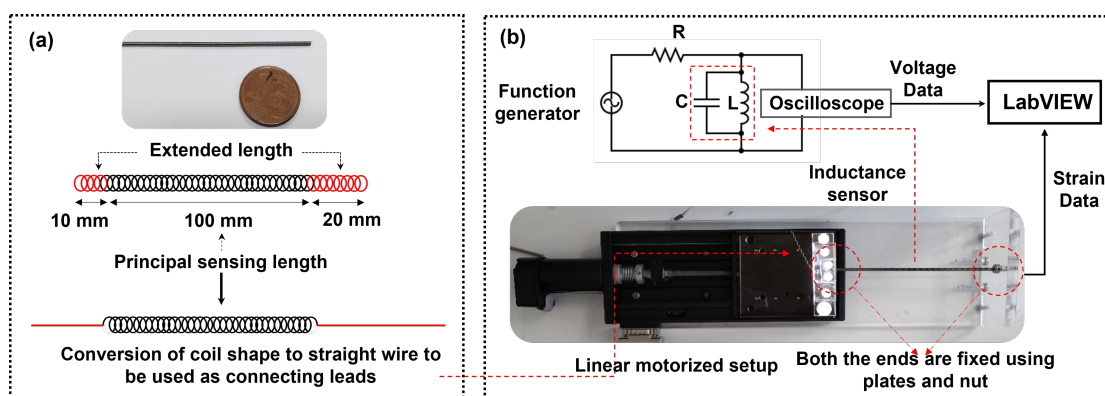 (a)
Extended length
10 mm
100 mm
20 mm
Principal sensing length
Conversion of coil shape to straight wire to
be used as connecting leads
(b)
R
Function
generator
C
L
Oscilloscope
Voltage
Data
LabVIEW
Inductance
sensor
Strain
Data
Linear motorized setup
Both the ends are fixed using
plates and nut